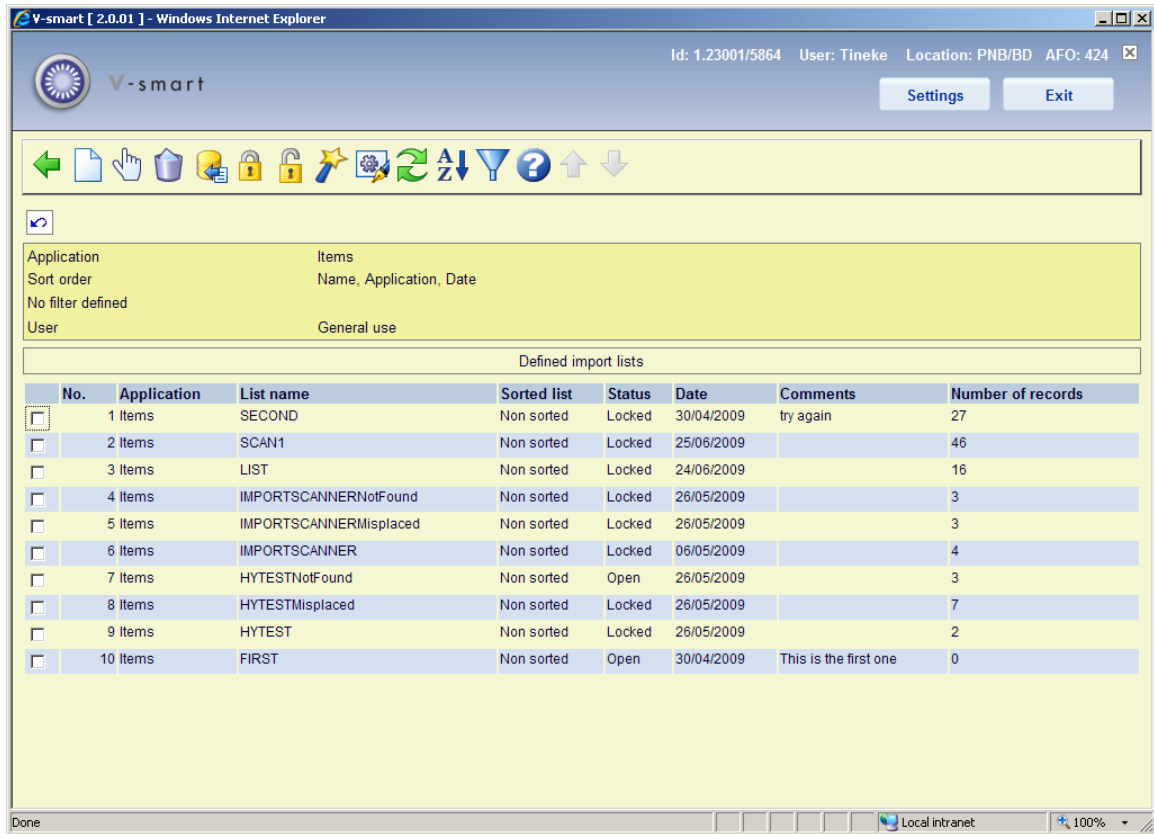 V-smart [ 2.0.01 ] - Windows Internet Explorer
Id: 1.23001/5864 User: Tineke Location: PNB/BD AFO: 424
V-smart
Settings Exit
A
Z
?
Application Items
Sort order Name, Application, Date
No filter defined
User General use
Defined import lists
No. Application List name Sorted list Status Date Comments Number of records
1 Items SECOND Non sorted Locked 30/04/2009 try again 27
2 Items SCAN1 Non sorted Locked 25/06/2009 46
3 Items LIST Non sorted Locked 24/06/2009 16
4 Items IMPORTSCANNERNotFound Non sorted Locked 26/05/2009 3
5 Items IMPORTSCANNERMisplaced Non sorted Locked 26/05/2009 3
6 Items IMPORTSCANNER Non sorted Locked 06/05/2009 4
7 Items HYTESTNotFound Non sorted Open 26/05/2009 3
8 Items HYTESTMisplaced Non sorted Locked 26/05/2009 7
9 Items HYTEST Non sorted Locked 26/05/2009 2
10 Items FIRST Non sorted Open 30/04/2009 This is the first one 0
Done Local intranet 100%